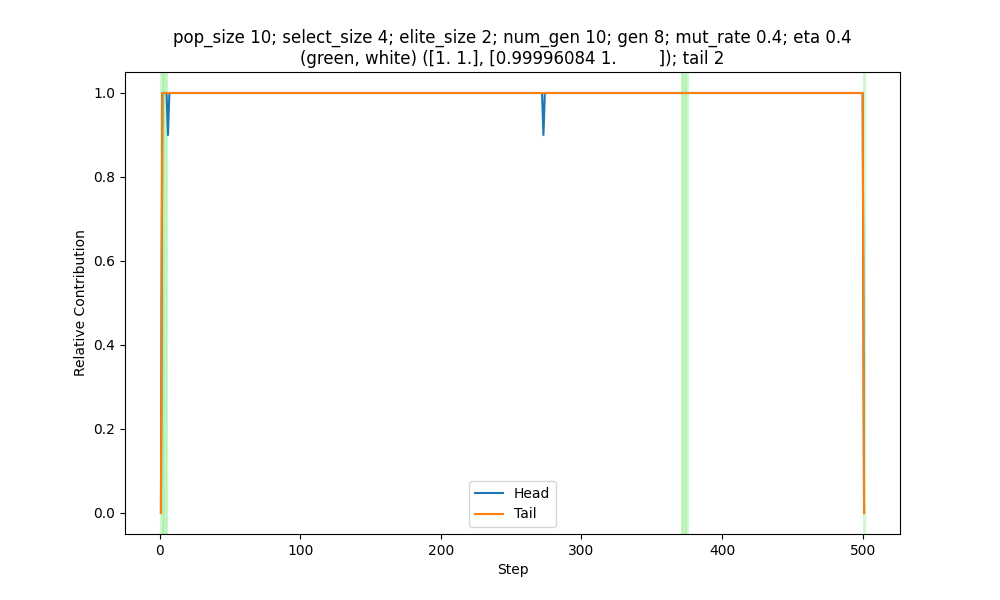 pop_size 10; select_size 4; elite_size 2; num_gen 10; gen 8; mut_rate 0.4; eta 0.4
(green, white) ([1. 1.], [0.99996084 1.        ]); tail 2
1.0
0.8
0.6
0.4
0.2
0.0
Relative Contribution
Head
Tail
0 100 200 300 400 500
Step